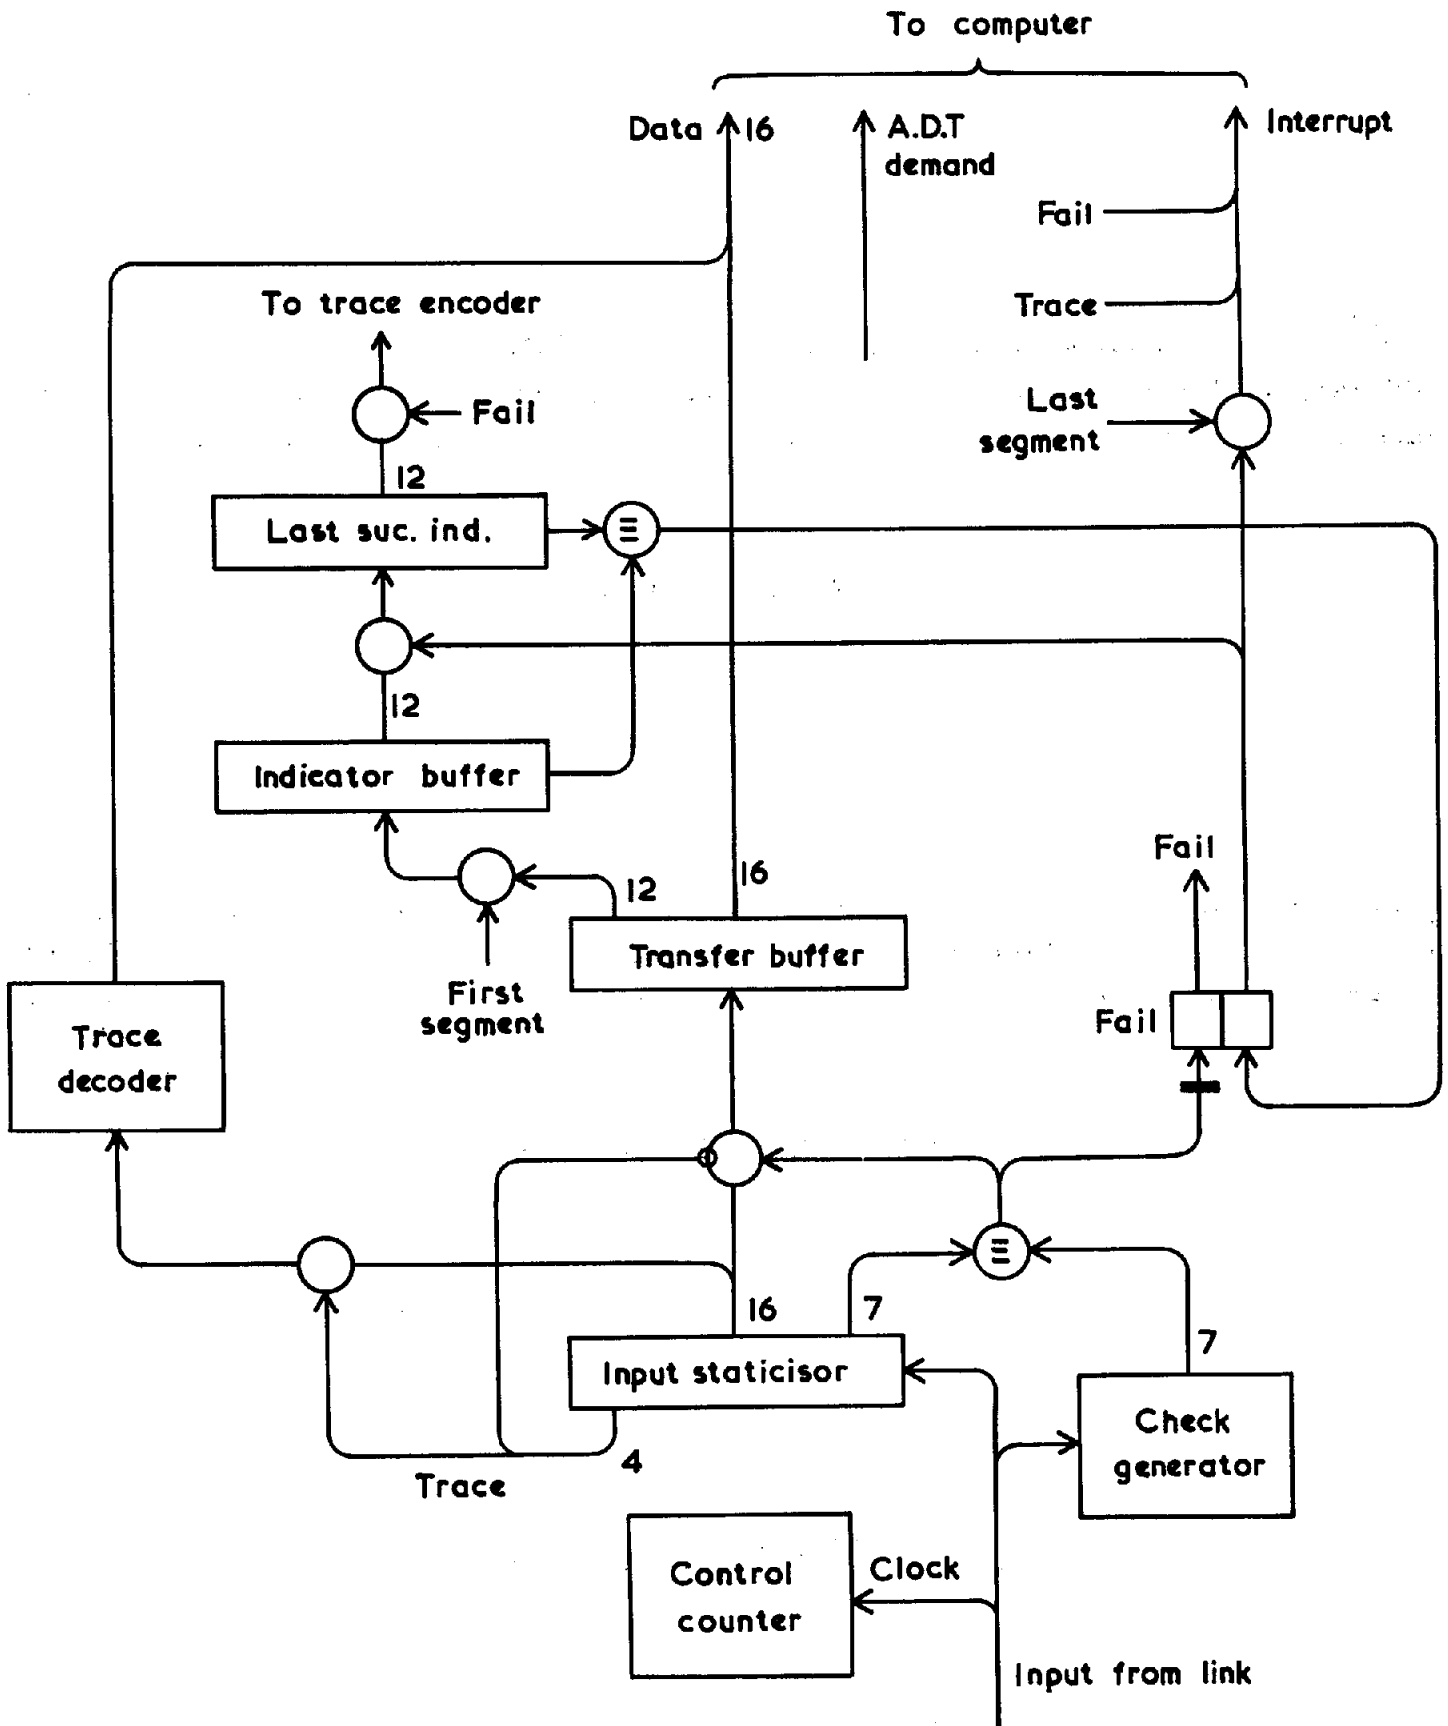 To computer
Data 16
A.D.T
demand
Interrupt
Fail
Trace
To trace encoder
Fail
Last
segment
12
Last suc. ind.
≡
12
Indicator buffer
Fail
16
12
Transfer buffer
First
segment
Fail
Trace
decoder
≡
16
7
7
Input staticisor
Check
generator
4
Trace
Control
counter
Clock
Input from link